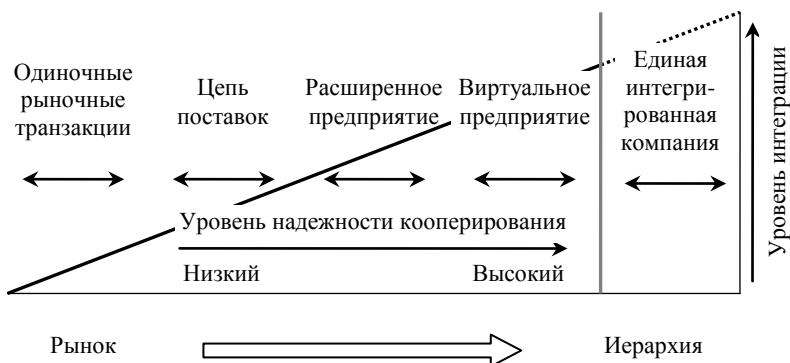 Одиночные
рыночные
транзакции
Цепь
поставок
Расширенное
предприятие
Виртуальное
предприятие
Единая
интегри-
рованная
компания
Уровень интеграции
Уровень надежности кооперирования
Низкий
Высокий
Рынок
Иерархия